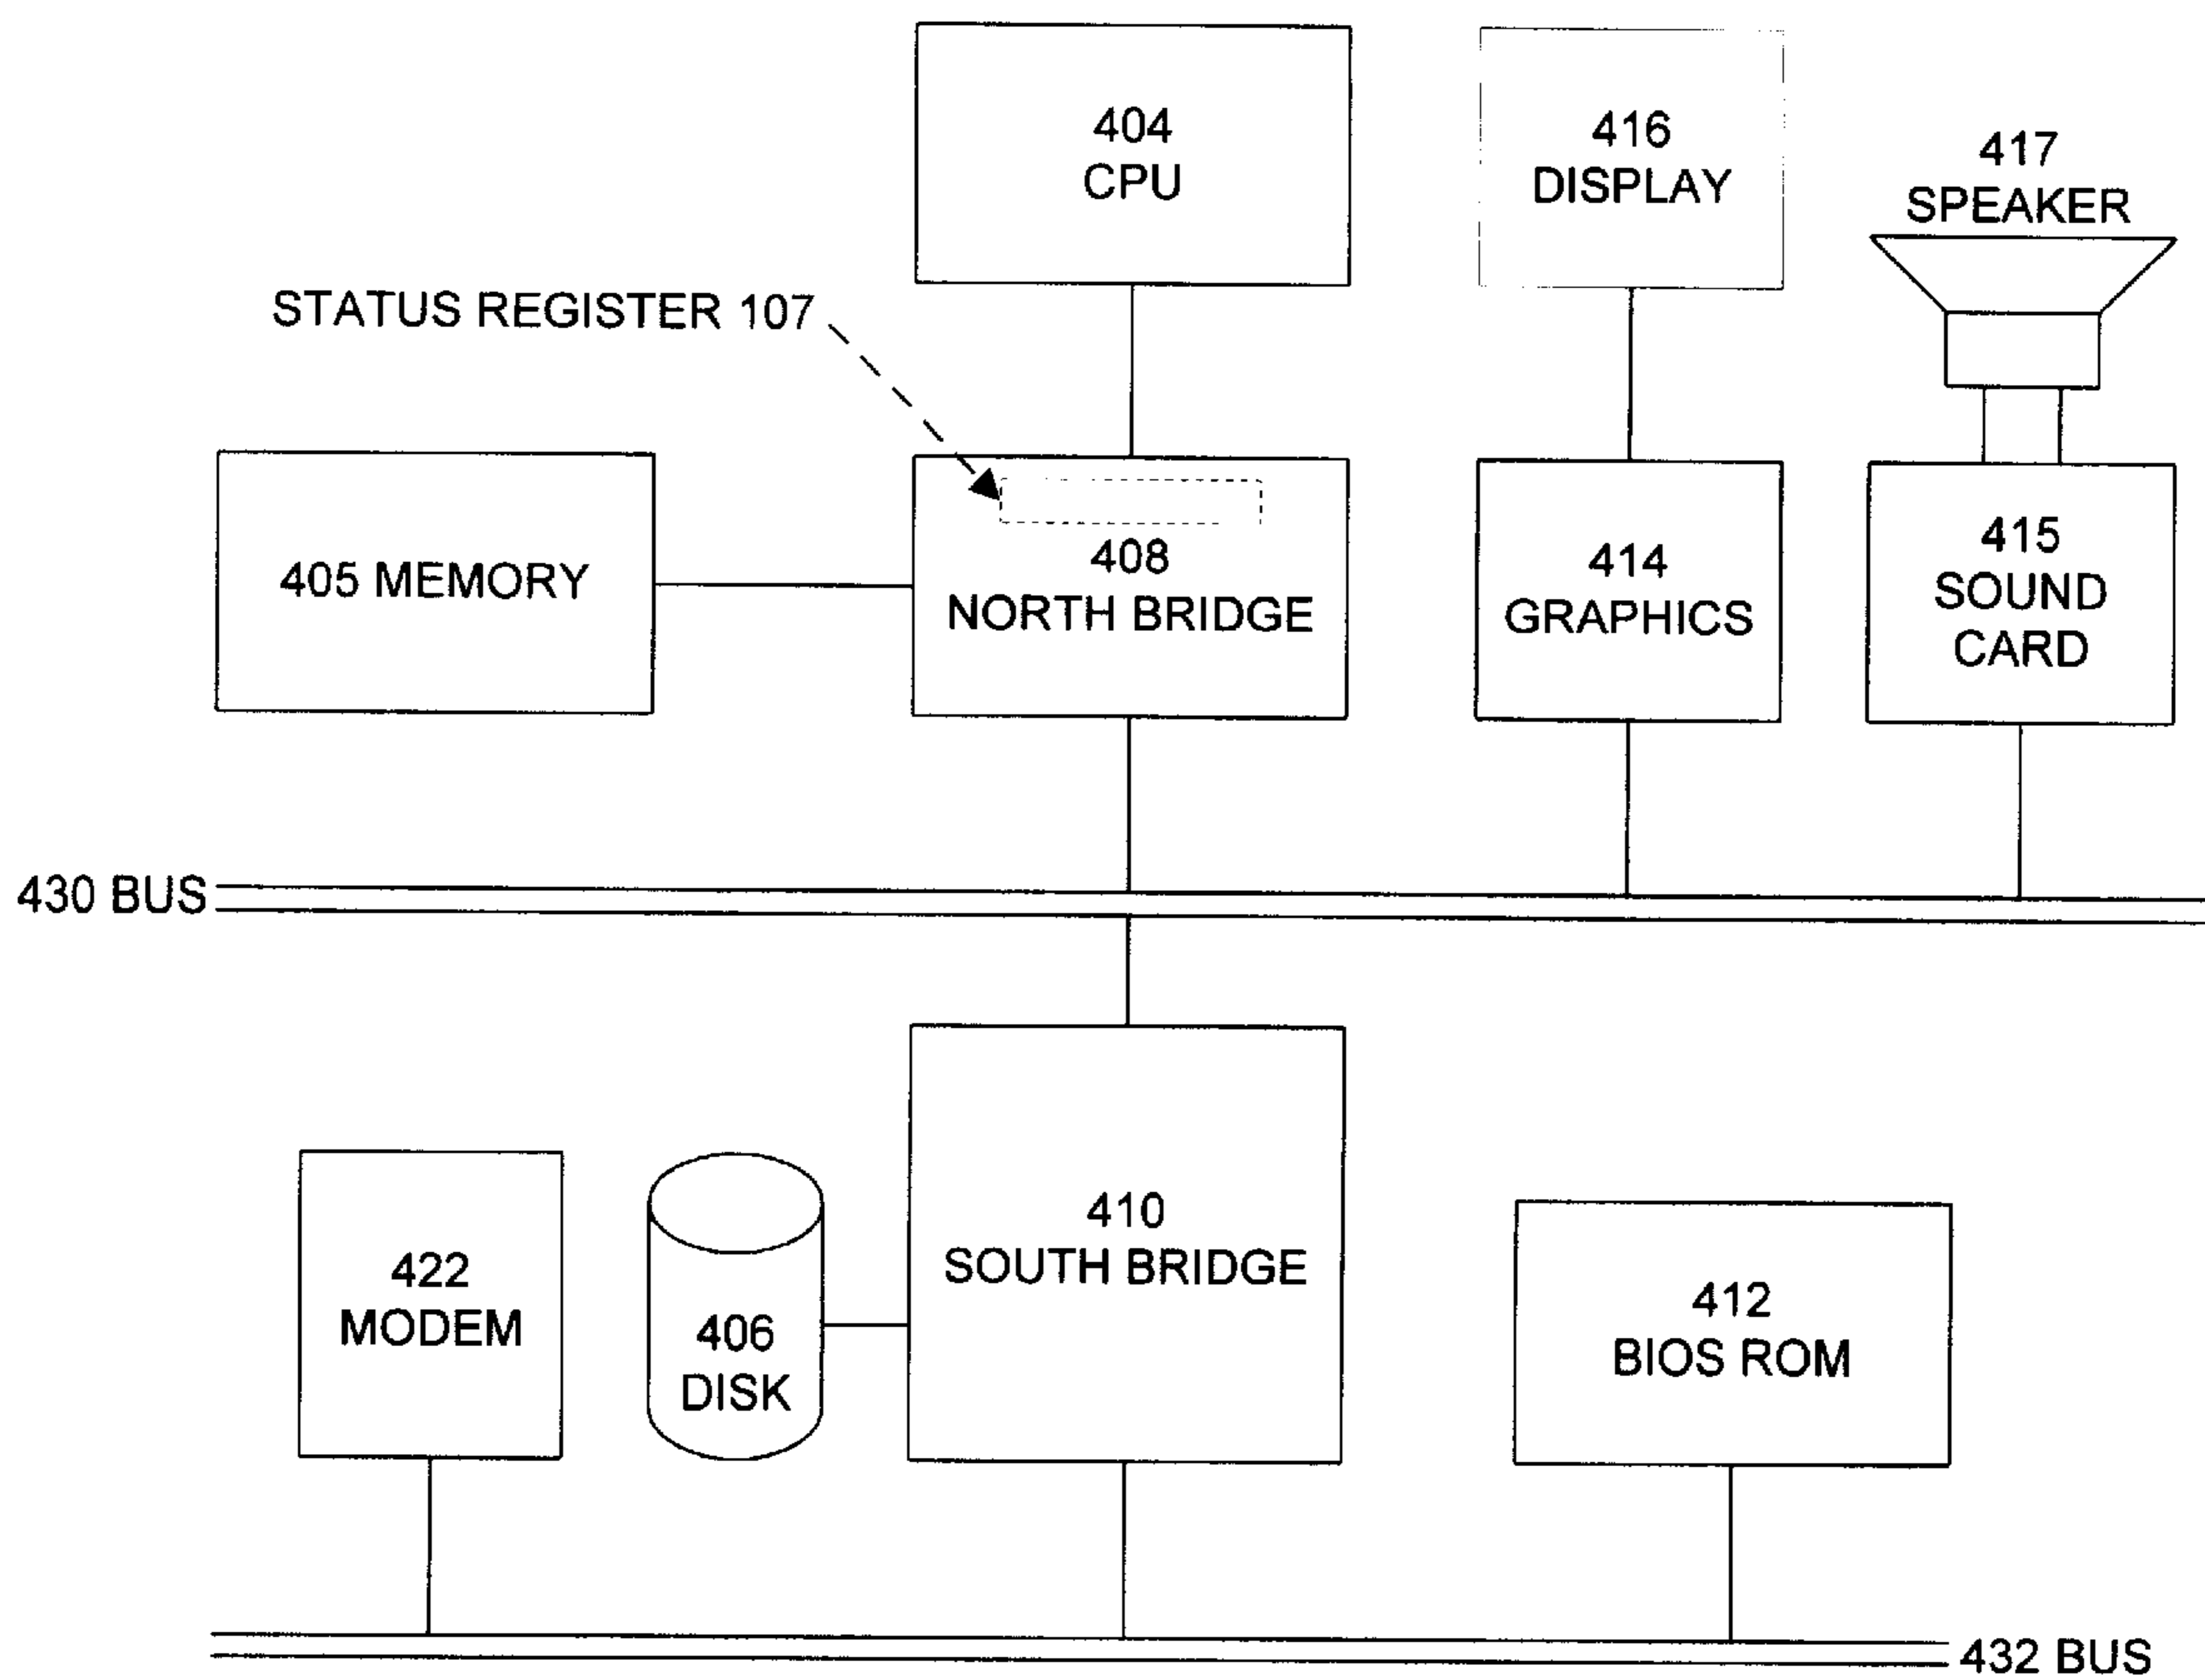 404
CPU
416
DISPLAY
417
SPEAKER
STATUS REGISTER 107
405 MEMORY
408
NORTH BRIDGE
414
GRAPHICS
415
SOUND
CARD
430 BUS
422
MODEM
406
DISK
410
SOUTH BRIDGE
412
BIOS ROM
432 BUS